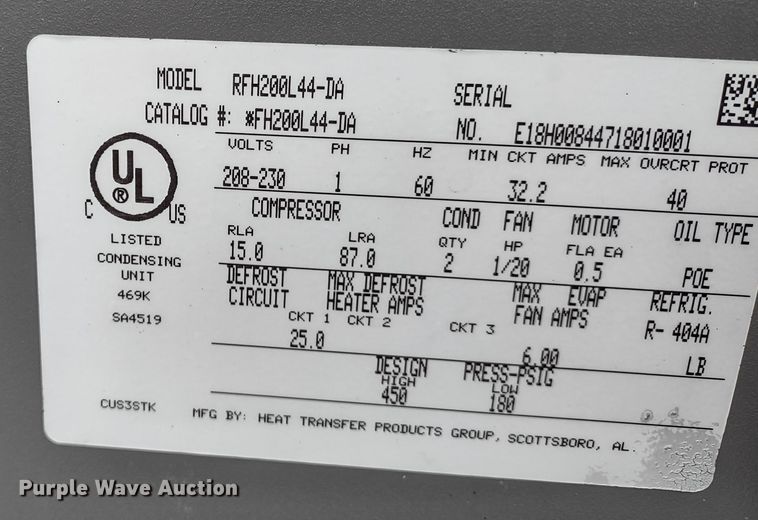 MODEL RFH200L44-DA
CATALOG #: *FH200L44-DA
SERIAL
NO. E18H00844718010001
VOLTS PH HZ MIN CKT AMPS MAX OVRCRT PROT
208-230 1 60 32.2 40
COMPRESSOR COND FAN MOTOR OIL TYPE
RLA LRA QTY HP FLA EA
15.0 87.0 2 1/20 0.5 POE
DEFROST MAX DEFROST MAX EVAP REFRIG.
CIRCUIT HEATER AMPS FAN AMPS R- 404A
CKT 1 CKT 2 CKT 3
25.0 6.00 LB
DESIGN PRESS-PSIG
HIGH LOW
450 180
UL
®
C US
LISTED
CONDENSING
UNIT
469K
SA4519
CUS3STK
MFG BY: HEAT TRANSFER PRODUCTS GROUP, SCOTTSBORO, AL.
Purple Wave Auction